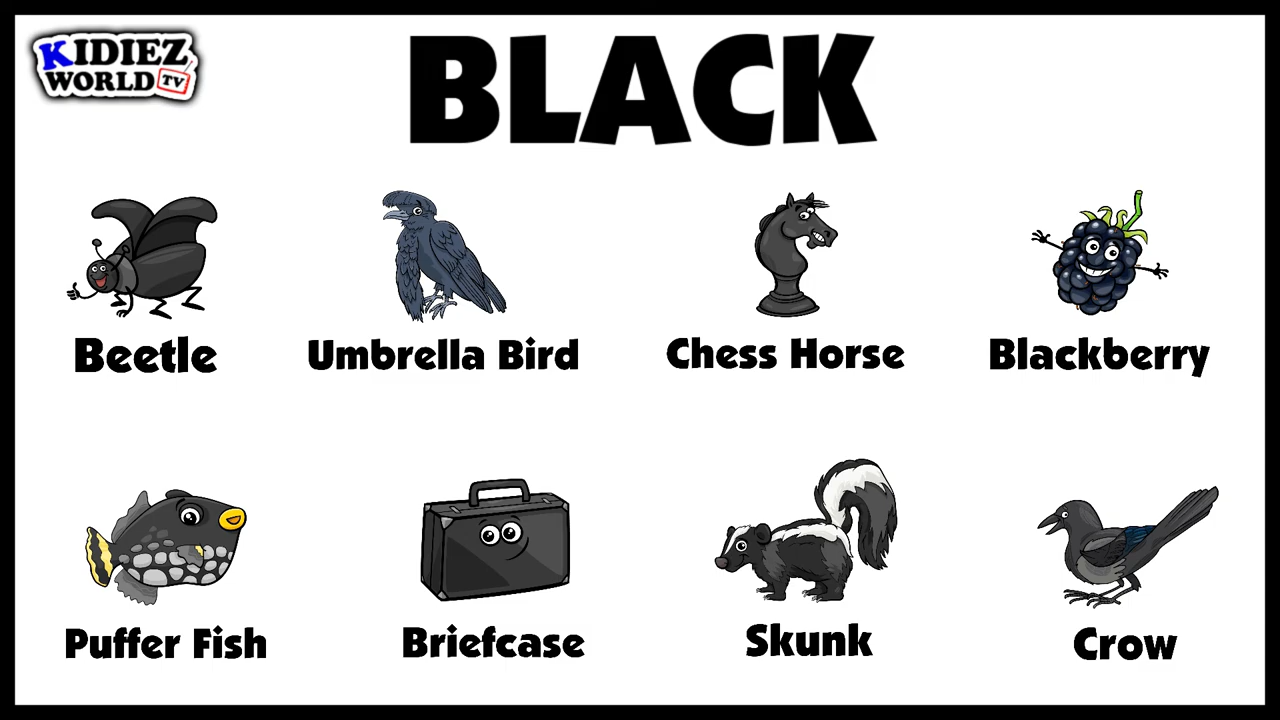 KIDIEZ
WORLD TV
BLACK
Beetle
Umbrella Bird
Chess Horse
Blackberry
Puffer Fish
Briefcase
Skunk
Crow